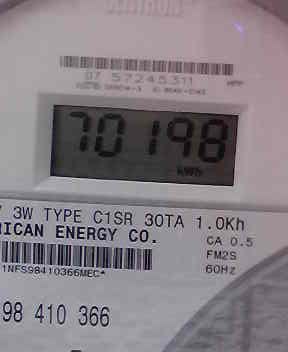 07 57245311
70198
kWh
3W TYPE C1SR 30TA 1.0Kh
RICAN ENERGY CO.
CA 0.5
FM2S
60Hz
1NFS98410366MEC*
98 410 366